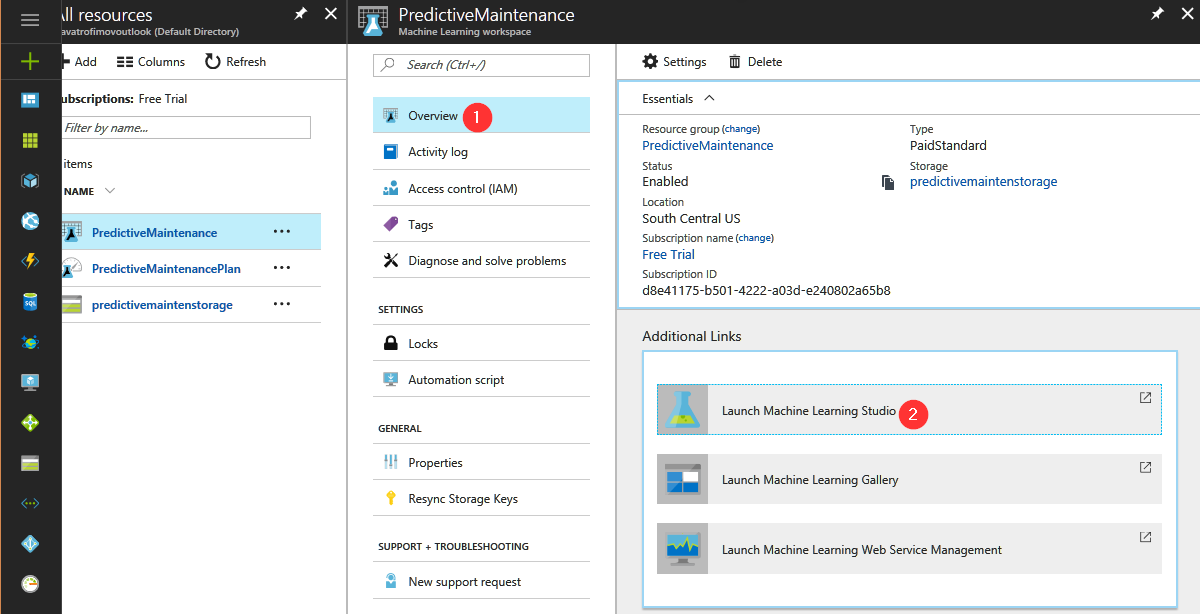 ll resources
avatrofimovoutlook (Default Directory)
Add
Columns
Refresh
ubscriptions: Free Trial
Filter by name...
items
NAME
PredictiveMaintenance
PredictiveMaintenancePlan
predictivemaintenstorage
PredictiveMaintenance
Machine Learning workspace
Search (Ctrl+/)
Overview 1
Activity log
Access control (IAM)
Tags
Diagnose and solve problems
SETTINGS
Locks
Automation script
GENERAL
Properties
Resync Storage Keys
SUPPORT + TROUBLESHOOTING
New support request
Settings
Delete
Essentials
Resource group (change)
PredictiveMaintenance
Status
Enabled
Location
South Central US
Subscription name (change)
Free Trial
Subscription ID
d8e41175-b501-4222-a03d-e240802a65b8
Type
PaidStandard
Storage
predictivemaintenstorage
Additional Links
Launch Machine Learning Studio 2
Launch Machine Learning Gallery
Launch Machine Learning Web Service Management
SQL